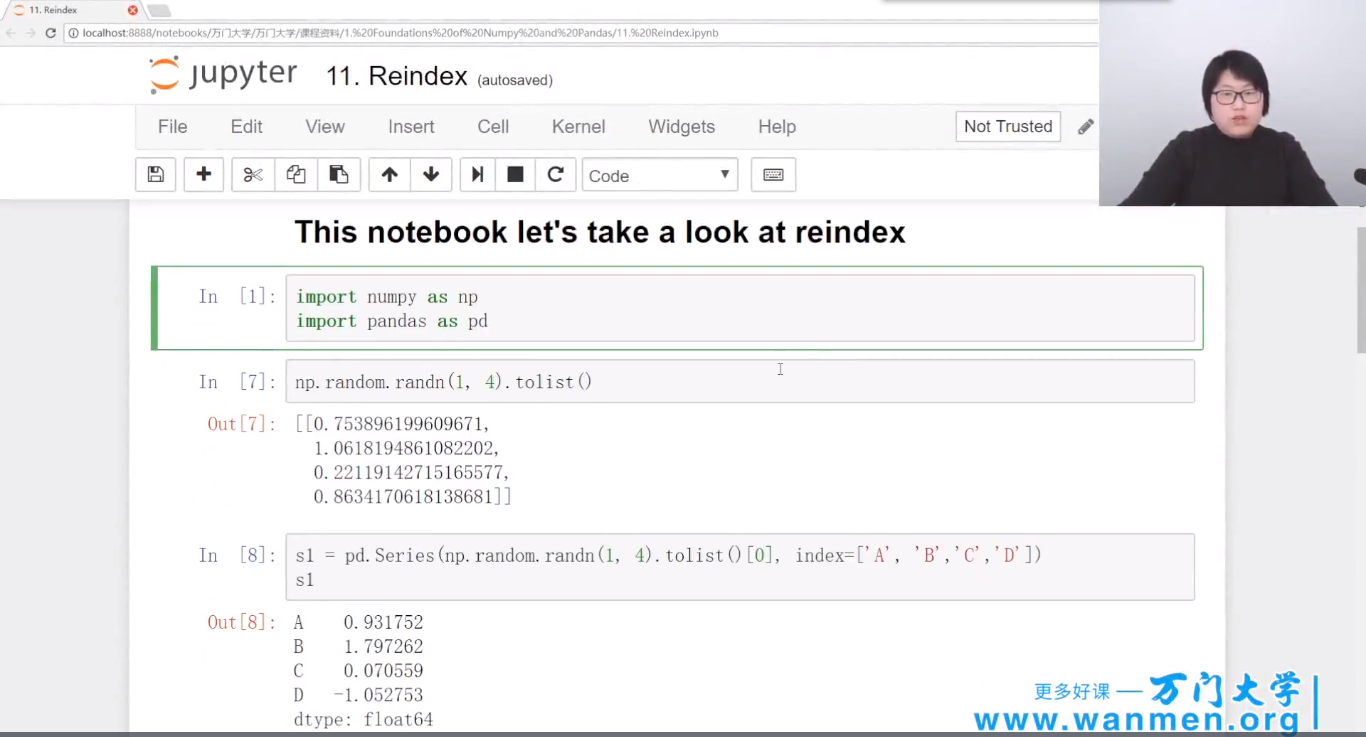 11. Reindex
localhost:8888/notebooks/万门大学/万门大学/课程资料/1.%20Foundations%20of%20Numpy%20and%20Pandas/11.%20Reindex.ipynb
jupyter 11. Reindex (autosaved)
File Edit View Insert Cell Kernel Widgets Help Not Trusted
Code
This notebook let's take a look at reindex
In [1]: import numpy as np
import pandas as pd
In [7]: np.random.randn(1, 4).tolist()
Out[7]: [[0.753896199609671,
1.0618194861082202,
0.22119142715165577,
0.8634170618138681]]
In [8]: s1 = pd.Series(np.random.randn(1, 4).tolist()[0], index=['A', 'B','C','D'])
s1
Out[8]: A 0.931752
B 1.797262
C 0.070559
D -1.052753
dtype: float64
更多好课 — 万门大学
www.wanmen.org